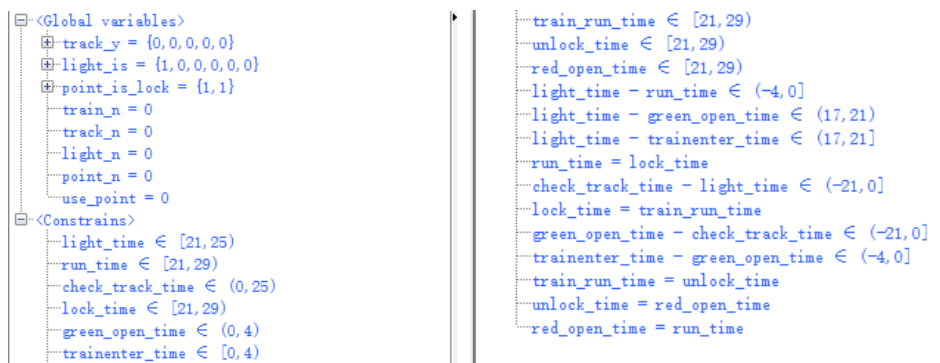 <Global variables>
track_y = {0,0,0,0,0}
light_is = {1,0,0,0,0,0}
point_is_lock = {1,1}
train_n = 0
track_n = 0
light_n = 0
point_n = 0
use_point = 0
<Constrains>
light_time ∈ [21,25)
run_time ∈ [21,29)
check_track_time ∈ (0,25)
lock_time ∈ [21,29)
green_open_time ∈ (0,4)
trainenter_time ∈ [0,4)
train_run_time ∈ [21,29)
unlock_time ∈ [21,29)
red_open_time ∈ [21,29)
light_time - run_time ∈ (-4,0]
light_time - green_open_time ∈ (17,21)
light_time - trainenter_time ∈ (17,21]
run_time = lock_time
check_track_time - light_time ∈ (-21,0]
lock_time = train_run_time
green_open_time - check_track_time ∈ (-21,0]
trainenter_time - green_open_time ∈ (-4,0]
train_run_time = unlock_time
unlock_time = red_open_time
red_open_time = run_time